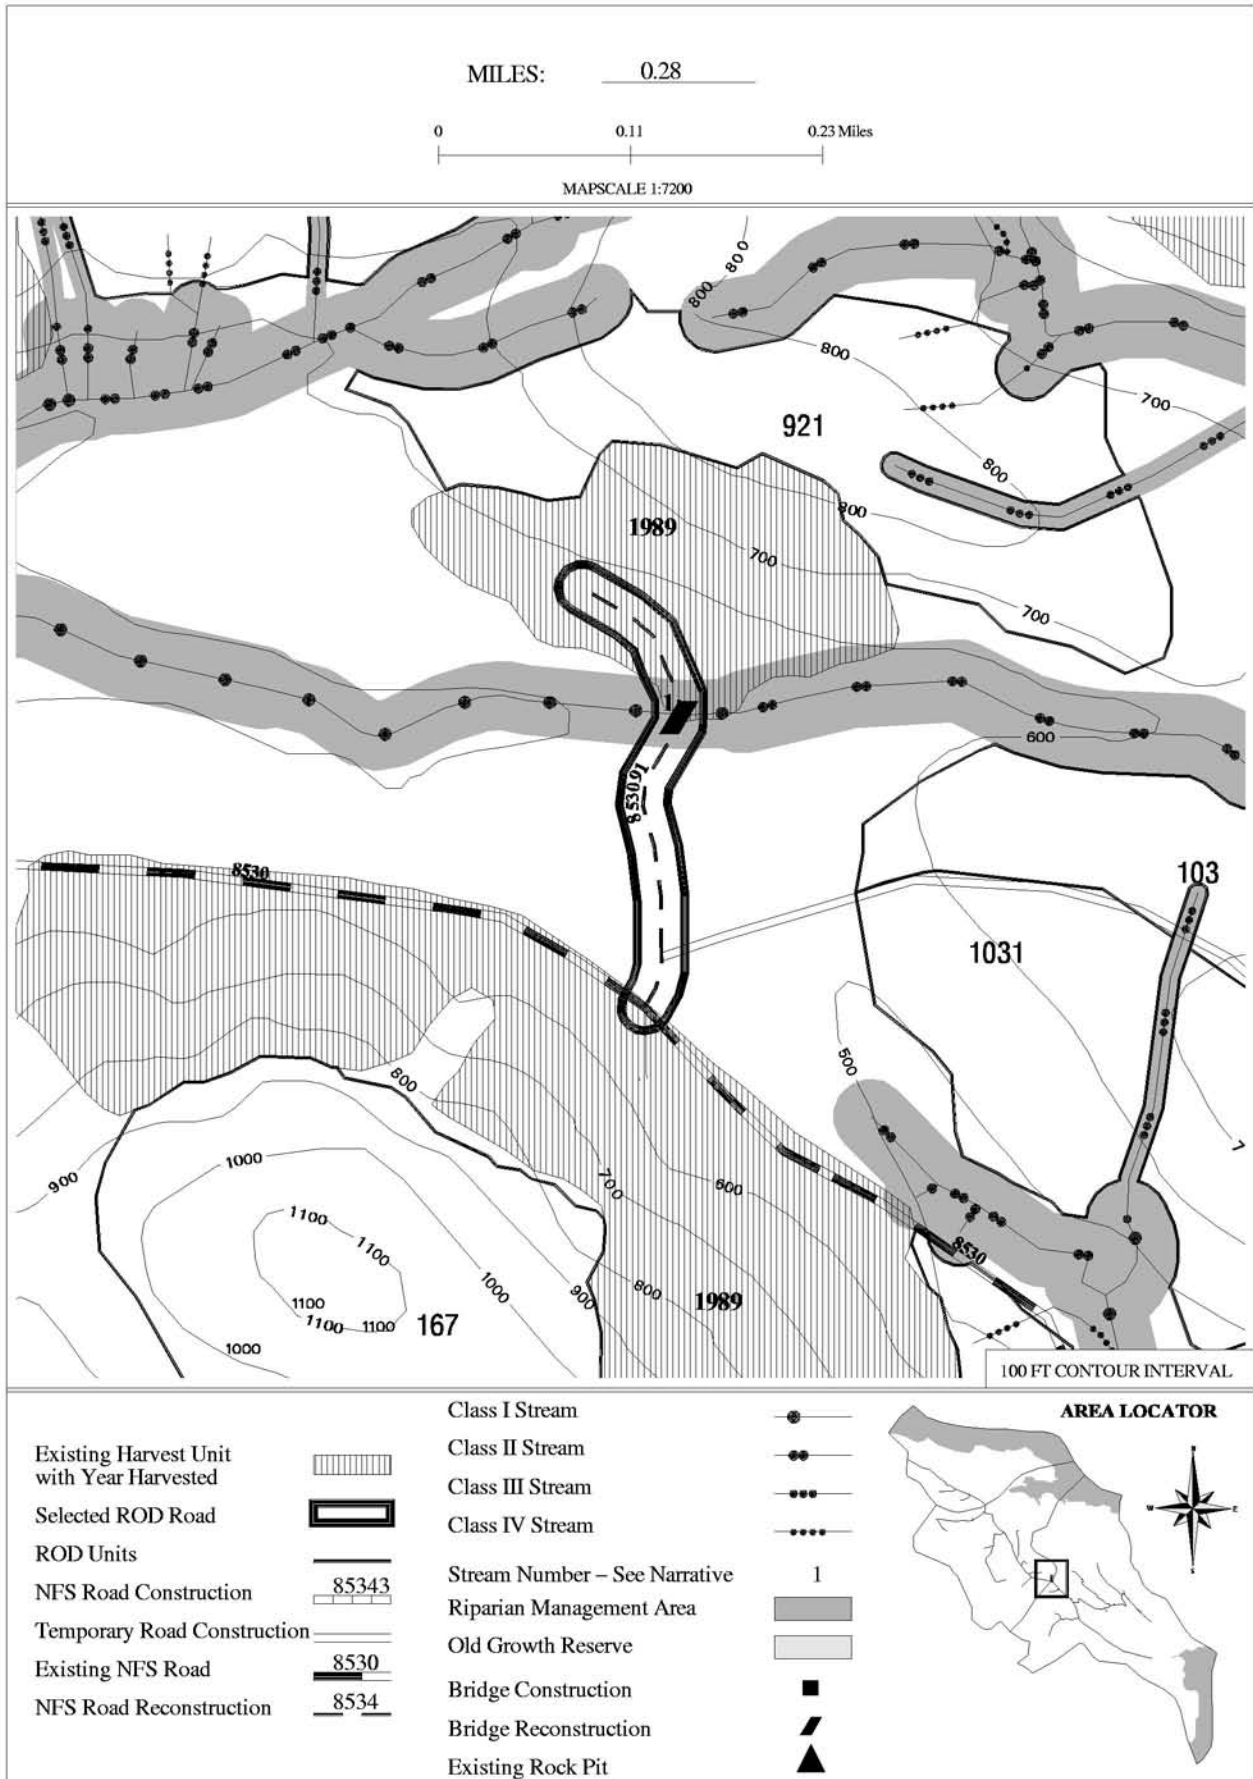 MILES: 0.28
0 0.11 0.23 Miles
MAPSCALE 1:7200
800
800
800
700
921
800
1989
800
700
700
1
600
853091
8530
103
1031
500
800
7
900
1000
700
600
1100
1100
8530
1000
900
800
1989
1100
1100
1100
167
1000
100 FT CONTOUR INTERVAL
Existing Harvest Unit
with Year Harvested
Selected ROD Road
ROD Units
NFS Road Construction 85343
Temporary Road Construction
Existing NFS Road 8530
NFS Road Reconstruction 8534
Class I Stream
Class II Stream
Class III Stream
Class IV Stream
Stream Number – See Narrative 1
Riparian Management Area
Old Growth Reserve
Bridge Construction
Bridge Reconstruction
Existing Rock Pit
AREA LOCATOR
N
W E
S